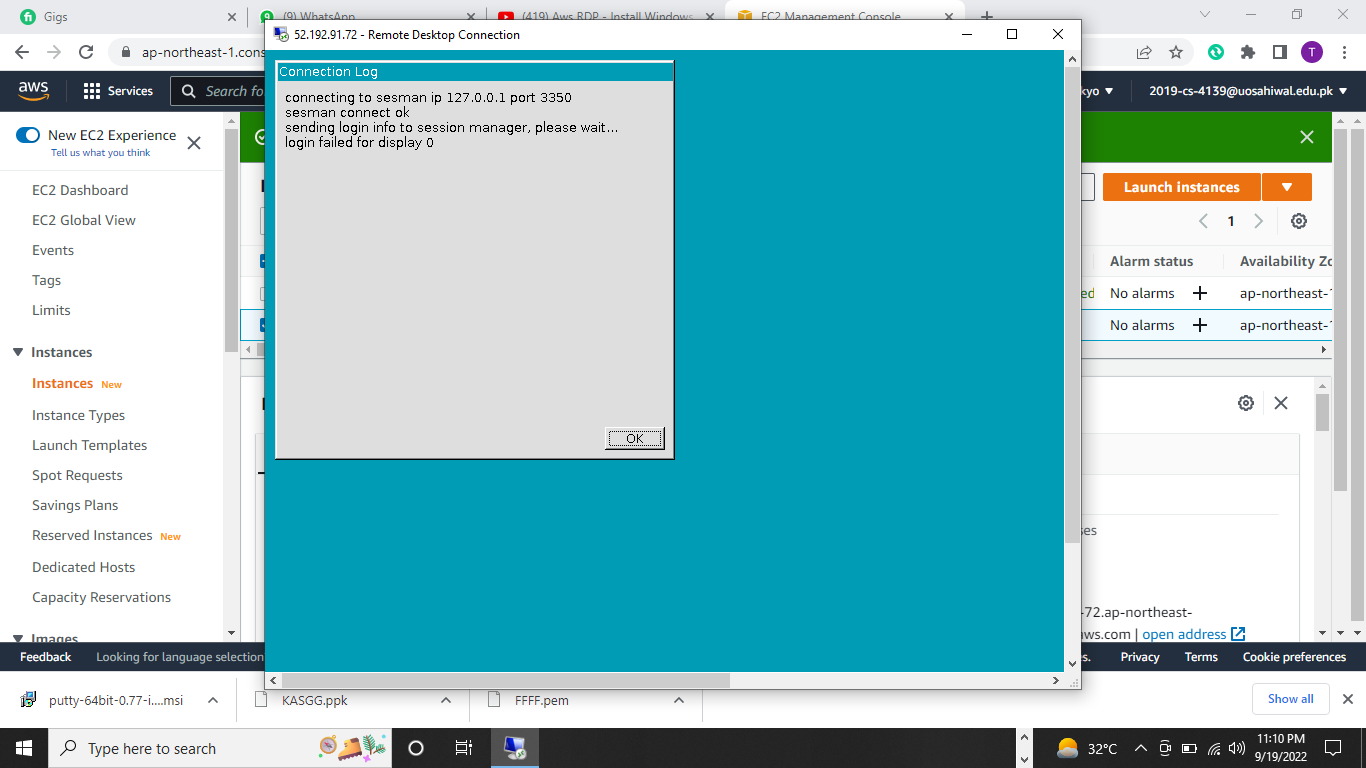 Gigs
(9) WhatsApp
(419) Aws RDP - Install Windows
EC2 Management Console
52.192.91.72 - Remote Desktop Connection
ap-northeast-1.cons
T
aws
Services
Search fo
kyo
2019-cs-4139@uosahiwal.edu.pk
Connection Log
connecting to sesman ip 127.0.0.1 port 3350
sesman connect ok
sending login info to session manager, please wait...
login failed for display 0
OK
New EC2 Experience
Tell us what you think
EC2 Dashboard
EC2 Global View
Events
Tags
Limits
Instances
Instances New
Instance Types
Launch Templates
Spot Requests
Savings Plans
Reserved Instances New
Dedicated Hosts
Capacity Reservations
Images
Launch instances
1
Alarm status
Availability Zo
ed
No alarms
ap-northeast-1
No alarms
ap-northeast-1
es
-72.ap-northeast-
aws.com | open address
Feedback
Looking for language selection
s.
Privacy
Terms
Cookie preferences
putty-64bit-0.77-i....msi
KASGG.ppk
FFFF.pem
Show all
Type here to search
32°C
11:10 PM
9/19/2022